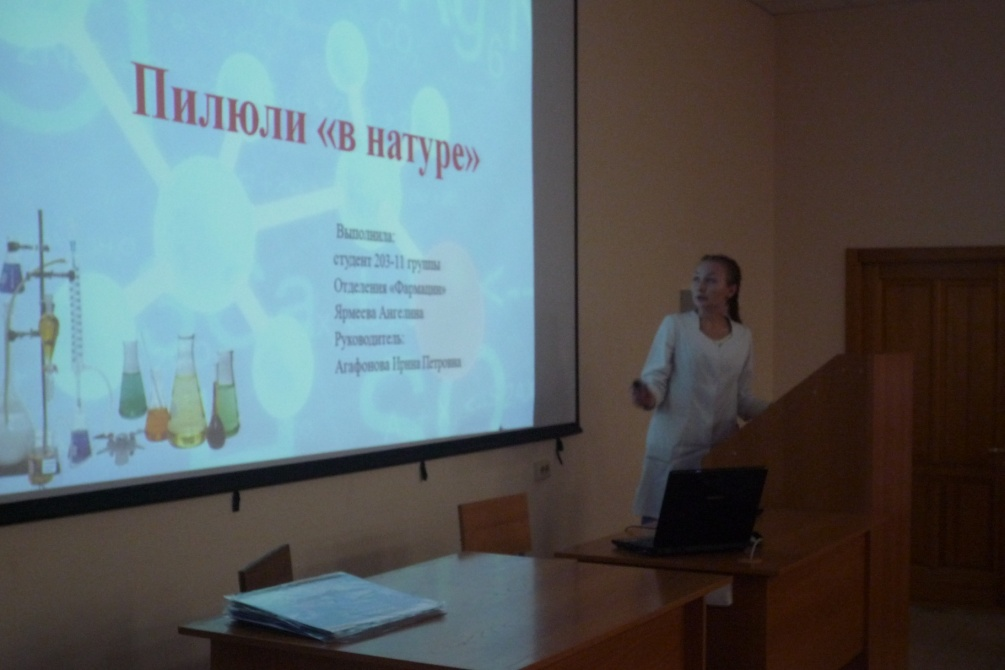 Пилюли «в натуре»
Выполнила:
студент 203-11 группы
Отделения «Фармация»
Ярмеева Ангелина
Руководитель:
Агафонова Ирина Петровна